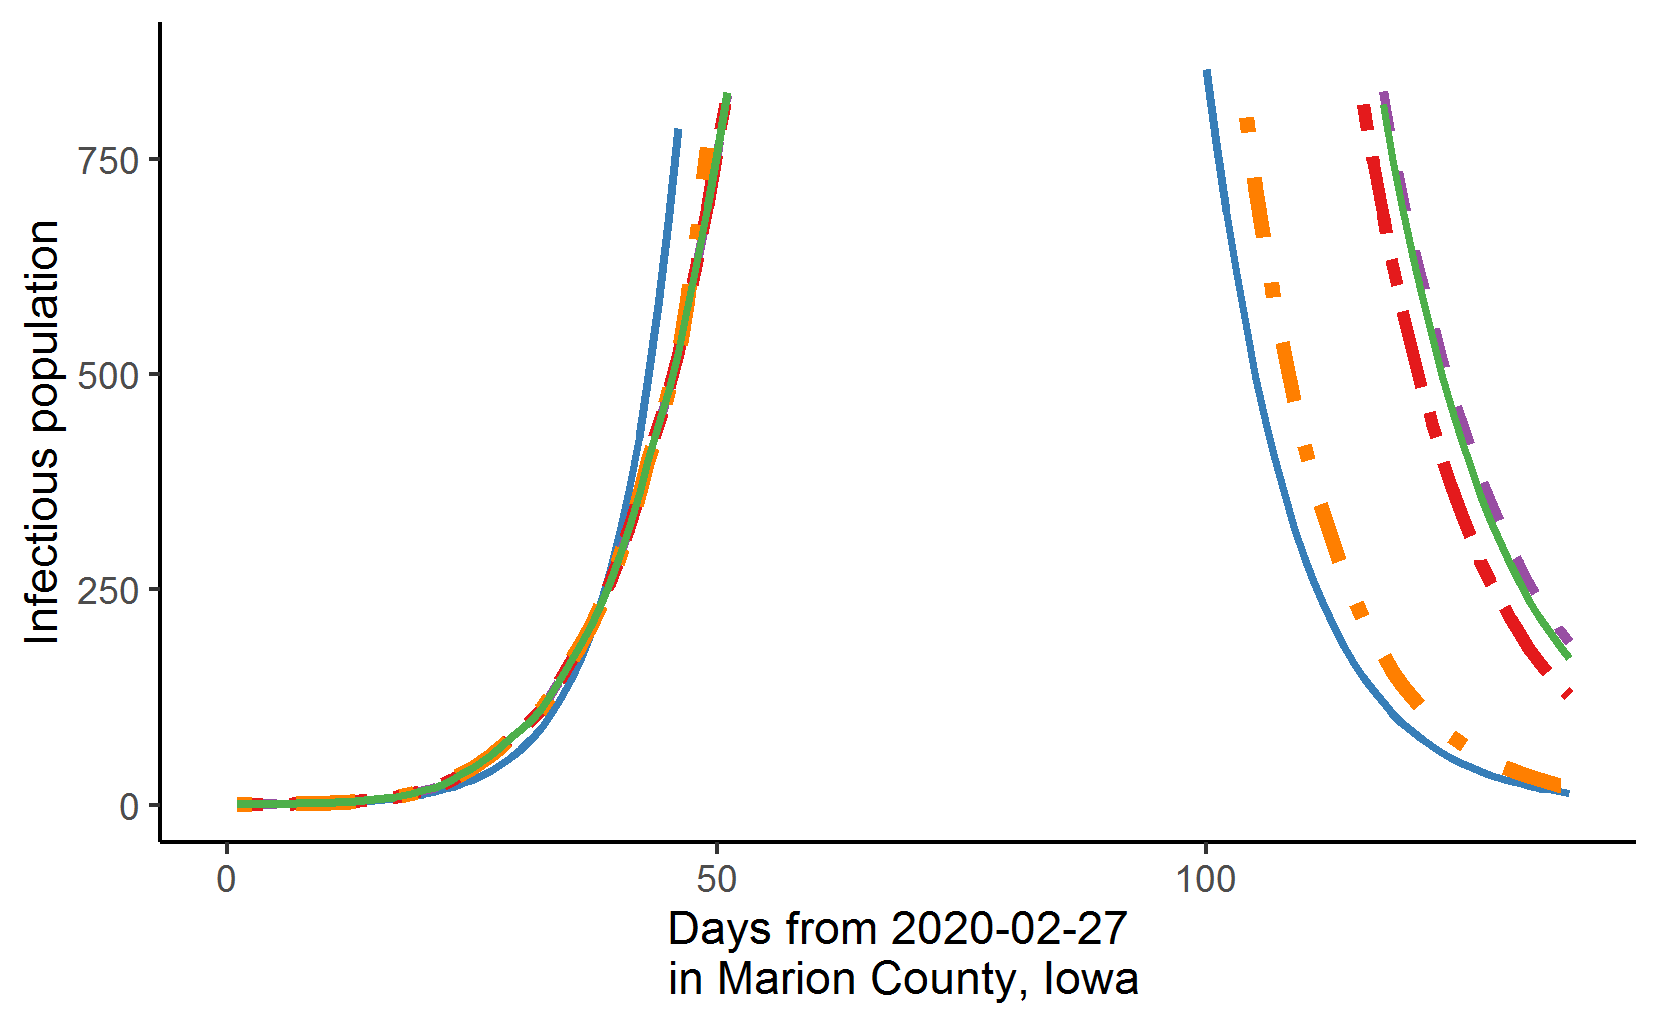 Infectious population
750
500
250
0
0 50 100
Days from 2020-02-27
in Marion County, Iowa